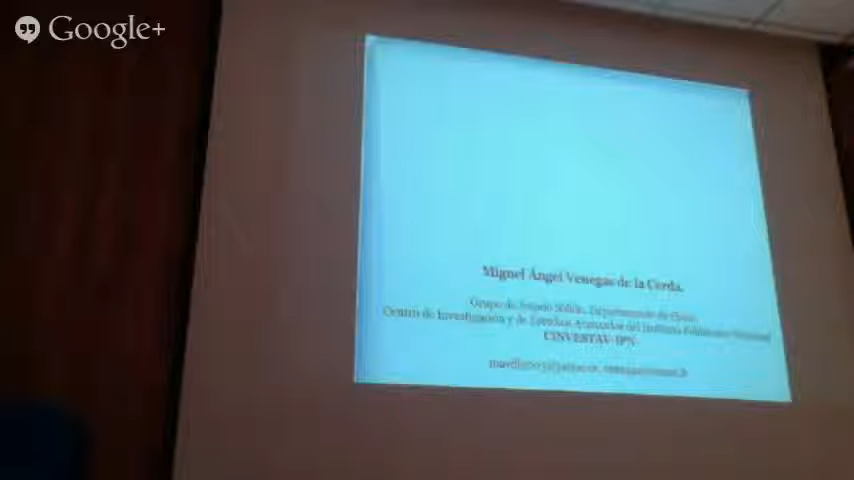 Google+
Miguel Ángel Venegas de la Cerda.
Grupo de Estado Sólido, Departamento de
Centro de Investigación y de Estudios Avanzados del Instituto Politécnico Nacional
CINVESTAV-IPN